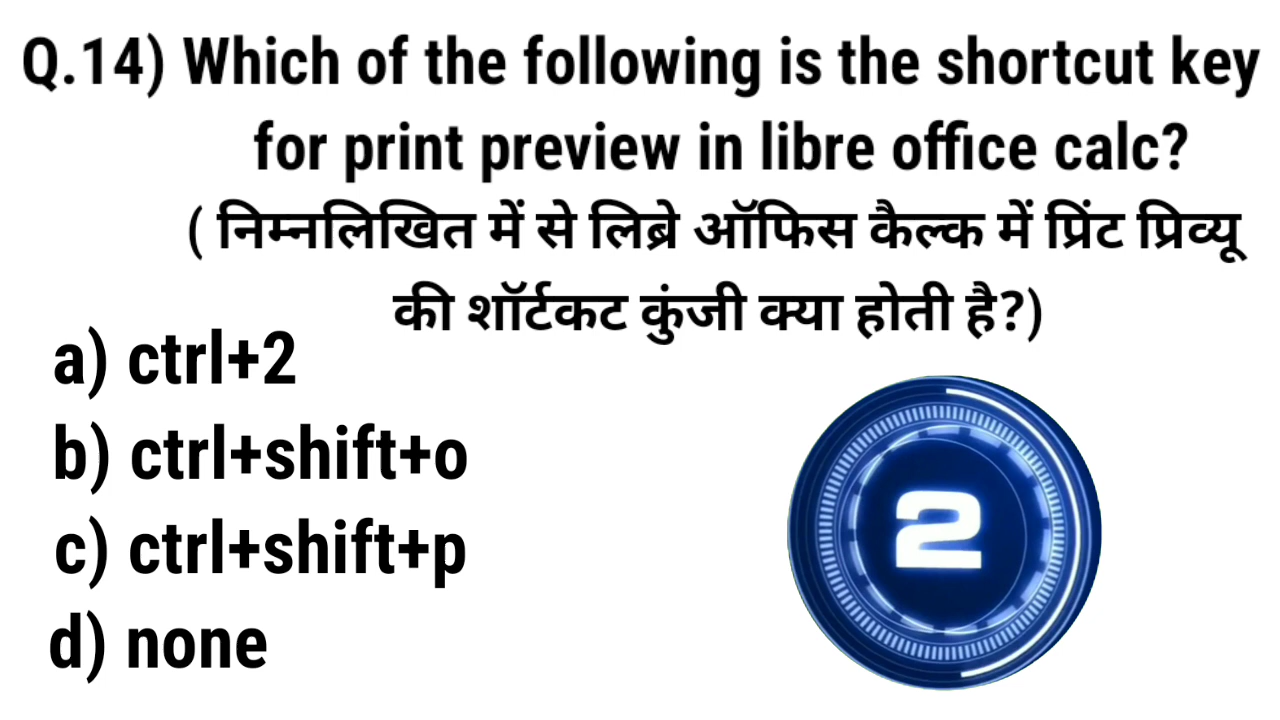 Q.14) Which of the following is the shortcut key
for print preview in libre office calc?
( निम्नलिखित में से लिब्रे ऑफिस कैल्क में प्रिंट प्रिव्यू
की शॉर्टकट कुंजी क्या होती है?)
a) ctrl+2
b) ctrl+shift+o
c) ctrl+shift+p
d) none
2